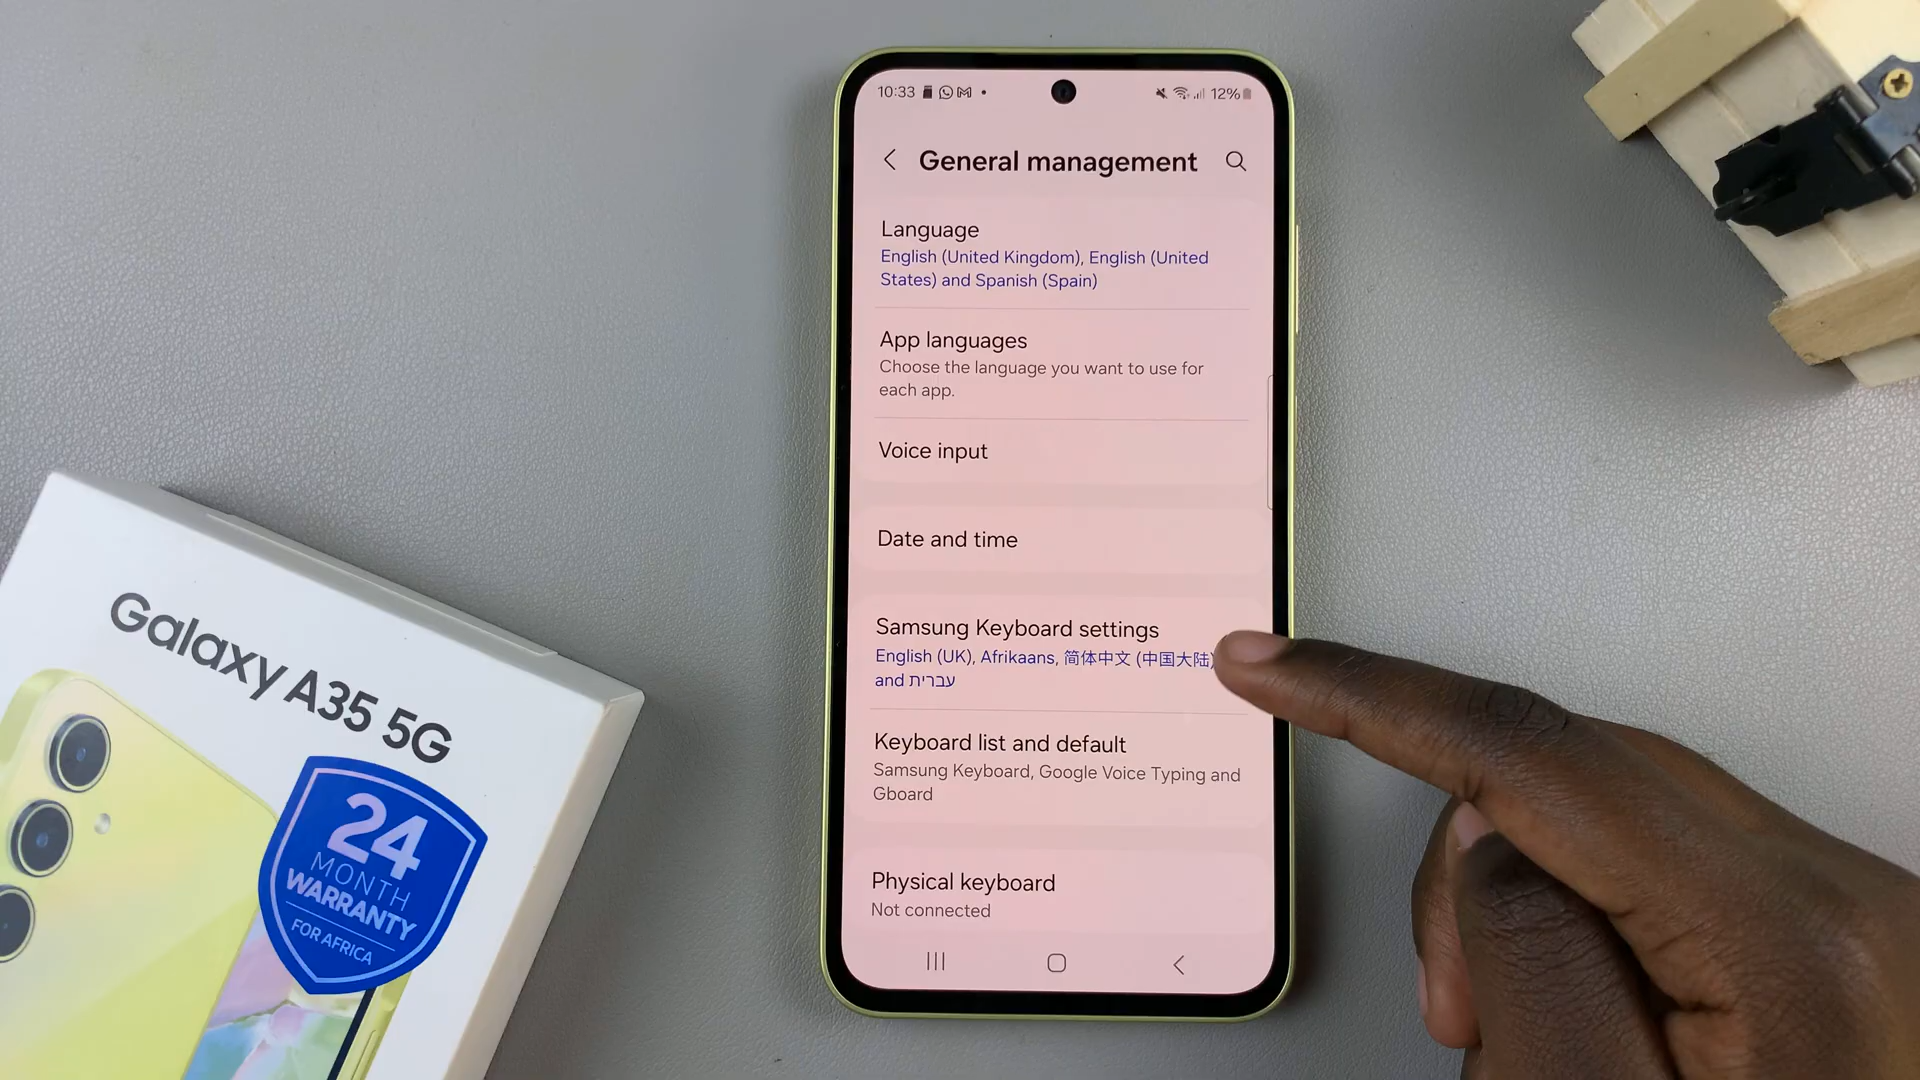 10:33
12%
General management
Language
English (United Kingdom), English (United
States) and Spanish (Spain)
App languages
Choose the language you want to use for
each app.
Voice input
Date and time
Samsung Keyboard settings
English (UK), Afrikaans, 简体中文 (中国大陆)
and עברית
Keyboard list and default
Samsung Keyboard, Google Voice Typing and
Gboard
Physical keyboard
Not connected
Galaxy A35 5G
24
MONTH
WARRANTY
FOR AFRICA